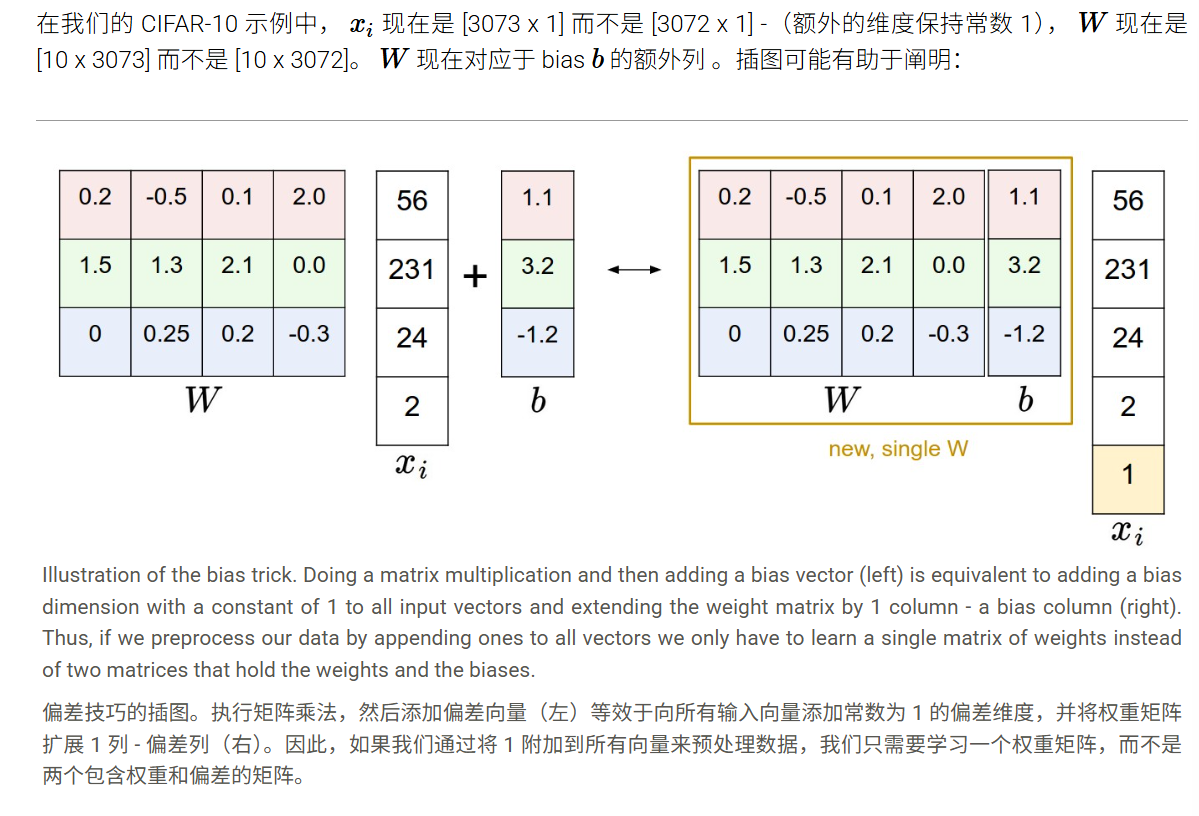 在我们的 CIFAR-10 示例中， xi 现在是 [3073 x 1] 而不是 [3072 x 1] -（额外的维度保持常数 1）， W 现在是
[10 x 3073] 而不是 [10 x 3072]。 W 现在对应于 bias b 的额外列 。插图可能有助于阐明：
0.2 -0.5 0.1 2.0 56 1.1 0.2 -0.5 0.1 2.0 1.1 56
1.5 1.3 2.1 0.0 231 + 3.2 ↔ 1.5 1.3 2.1 0.0 3.2 231
0 0.25 0.2 -0.3 24 -1.2 0 0.25 0.2 -0.3 -1.2 24
W 2 b W b 2
xi new, single W 1
xi
Illustration of the bias trick. Doing a matrix multiplication and then adding a bias vector (left) is equivalent to adding a bias
dimension with a constant of 1 to all input vectors and extending the weight matrix by 1 column - a bias column (right).
Thus, if we preprocess our data by appending ones to all vectors we only have to learn a single matrix of weights instead
of two matrices that hold the weights and the biases.
偏差技巧的插图。执行矩阵乘法，然后添加偏差向量（左）等效于向所有输入向量添加常数为 1 的偏差维度，并将权重矩阵
扩展 1 列 - 偏差列（右）。因此，如果我们通过将 1 附加到所有向量来预处理数据，我们只需要学习一个权重矩阵，而不是
两个包含权重和偏差的矩阵。